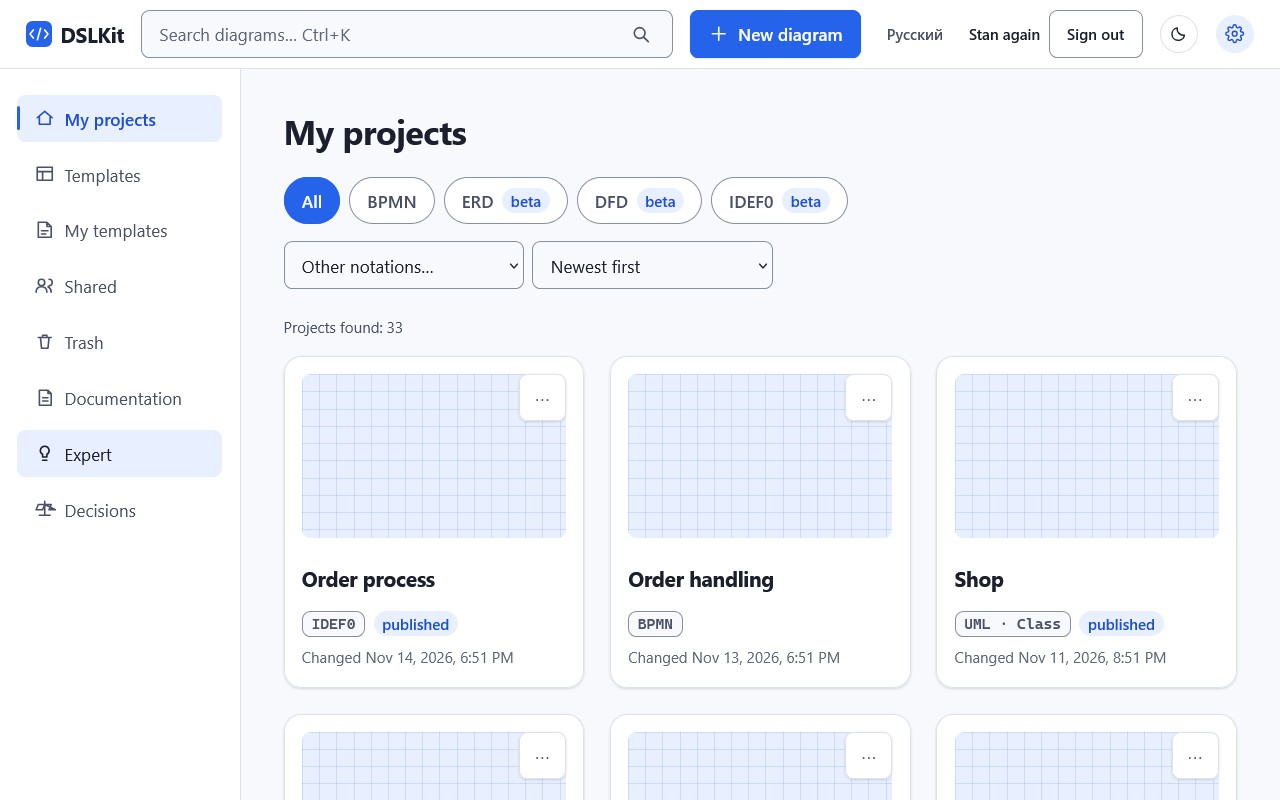 DSLKit
Search diagrams... Ctrl+K
New diagram
Русский
Stan again
Sign out
My projects
Templates
My templates
Shared
Trash
Documentation
Expert
Decisions
My projects
All
BPMN
ERD beta
DFD beta
IDEF0 beta
Other notations...
Newest first
Projects found: 33
...
...
...
Order process
IDEF0 published
Changed Nov 14, 2026, 6:51 PM
Order handling
BPMN
Changed Nov 13, 2026, 6:51 PM
Shop
UML · Class published
Changed Nov 11, 2026, 8:51 PM
...
...
...